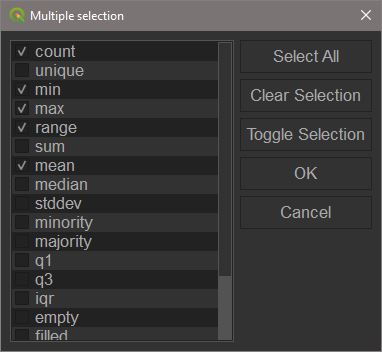 Multiple selection
count
unique
min
max
range
sum
mean
median
stddev
minority
majority
q1
q3
iqr
empty
filled
Select All
Clear Selection
Toggle Selection
OK
Cancel